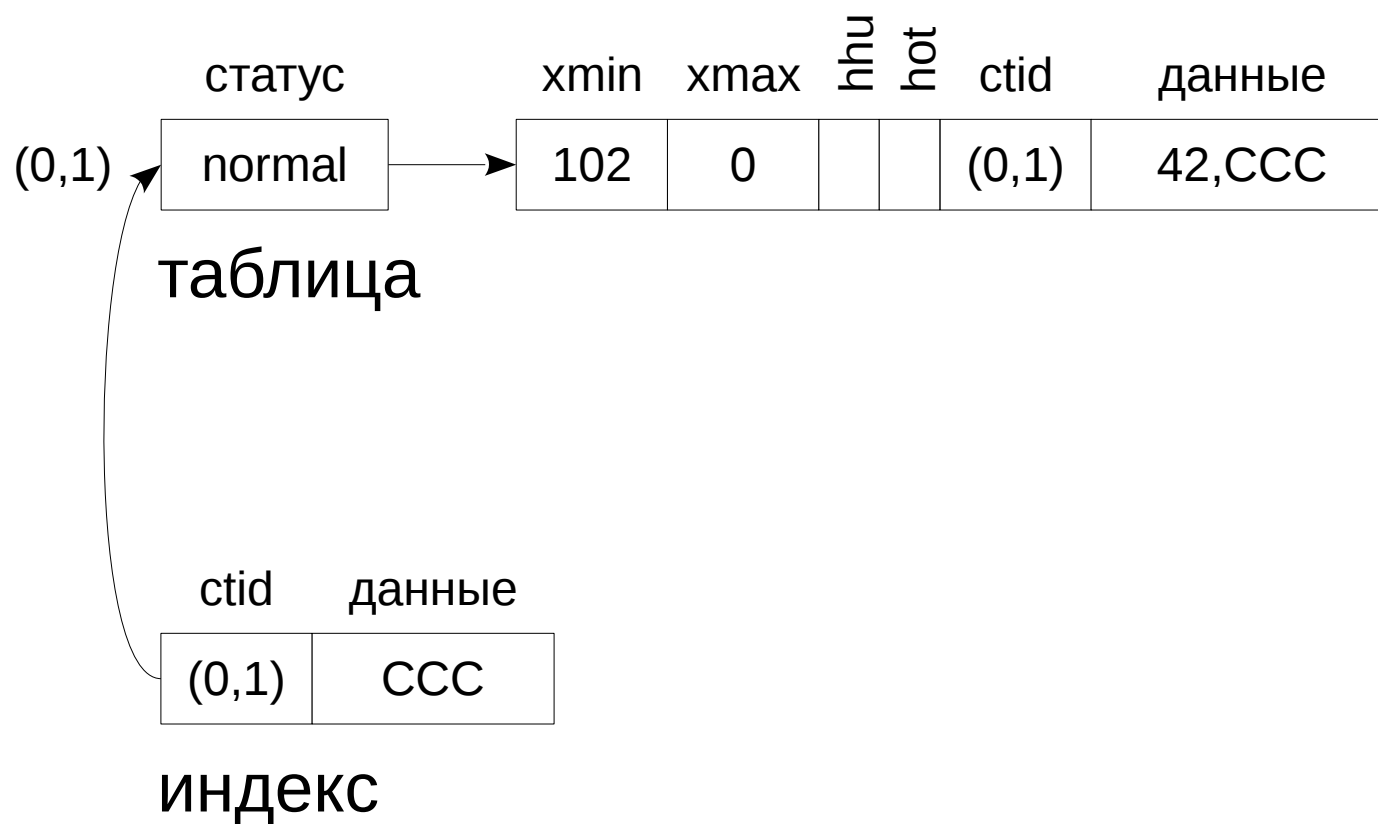 статус xmin xmax hhu hot ctid данные
(0,1) normal 102 0 (0,1) 42,CCC
таблица
ctid данные
(0,1) CCC
индекс